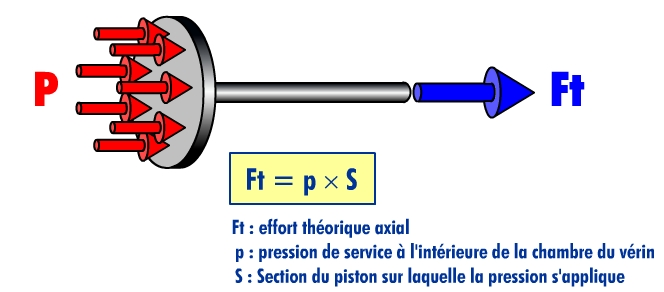 P
Ft
Ft = p × S
Ft : effort théorique axial
p : pression de service à l'intérieure de la chambre du vérin
S : Section du piston sur laquelle la pression s'applique